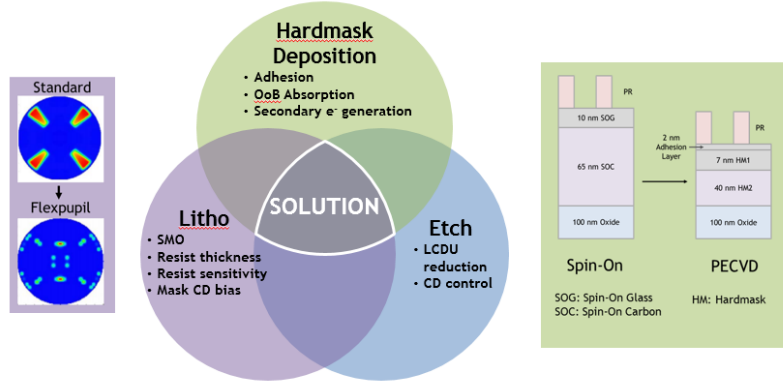 Standard
Flexpupil
Hardmask
Deposition
• Adhesion
• OoB Absorption
• Secondary e- generation
Litho
• SMO
• Resist thickness
• Resist sensitivity
• Mask CD bias
SOLUTION
Etch
• LCDU
reduction
• CD control
PR
10 nm SOG
65 nm SOC
100 nm Oxide
Spin-On
2 nm
Adhesion
Layer
PR
7 nm HM1
40 nm HM2
100 nm Oxide
PECVD
SOG: Spin-On Glass
SOC: Spin-On Carbon
HM: Hardmask